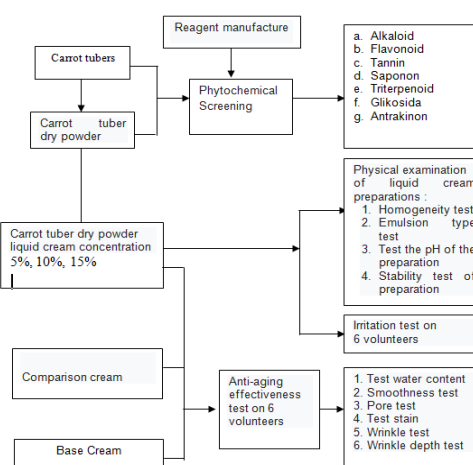 Reagent manufacture
Carrot tubers
Phytochemical
Screening
a. Alkaloid
b. Flavonoid
c. Tannin
d. Saponon
e. Triterpenoid
f. Glikosida
g. Antrakinon
Carrot tuber
dry powder
Physical examination
of liquid cream
preparations :
1. Homogeneity test
2. Emulsion type
test
3. Test the pH of the
preparation
4. Stability test of
preparation
Carrot tuber dry powder
liquid cream concentration
5%, 10%, 15%
Irritation test on
6 volunteers
Comparison cream
Anti-aging
effectiveness
test on 6
volunteers
1. Test water content
2. Smoothness test
3. Pore test
4. Test stain
5. Wrinkle test
6. Wrinkle depth test
Base Cream